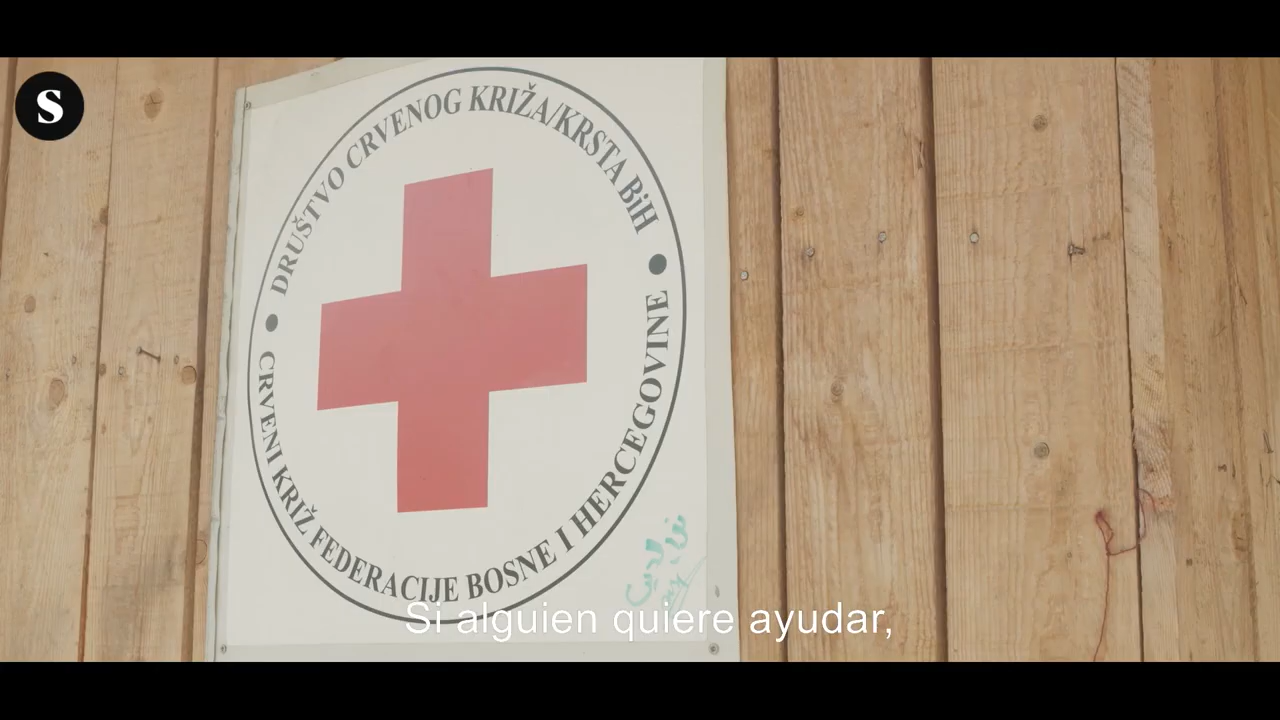 S
DRUŠTVO CRVENOG KRIŽA/KRSTA BiH
CRVENI KRIŽ FEDERACIJE BOSNE I HERCEGOVINE
Si alguien quiere ayudar,